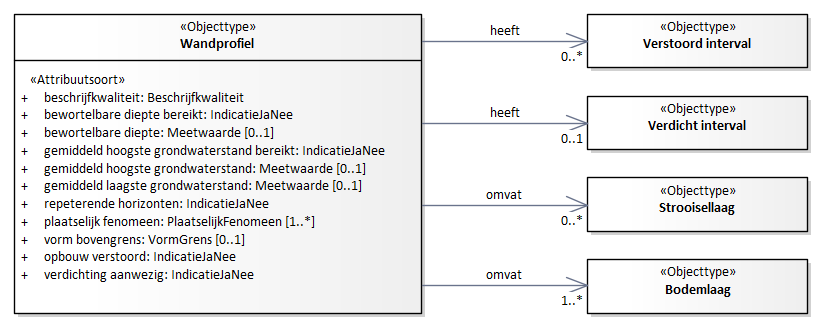 «Objecttype»
Wandprofiel
«Attribuutsoort»
+ beschrijfkwaliteit: Beschrijfkwaliteit
+ bewortelbare diepte bereikt: IndicatieJaNee
+ bewortelbare diepte: Meetwaarde [0..1]
+ gemiddeld hoogste grondwaterstand bereikt: IndicatieJaNee
+ gemiddeld hoogste grondwaterstand: Meetwaarde [0..1]
+ gemiddeld laagste grondwaterstand: Meetwaarde [0..1]
+ repeterende horizonten: IndicatieJaNee
+ plaatselijk fenomeen: PlaatselijkFenomeen [1..*]
+ vorm bovengrens: VormGrens [0..1]
+ opbouw verstoord: IndicatieJaNee
+ verdichting aanwezig: IndicatieJaNee
heeft
0..*
«Objecttype»
Verstoord interval
heeft
0..1
«Objecttype»
Verdicht interval
omvat
0..*
«Objecttype»
Strooisellaag
omvat
1..*
«Objecttype»
Bodemlaag